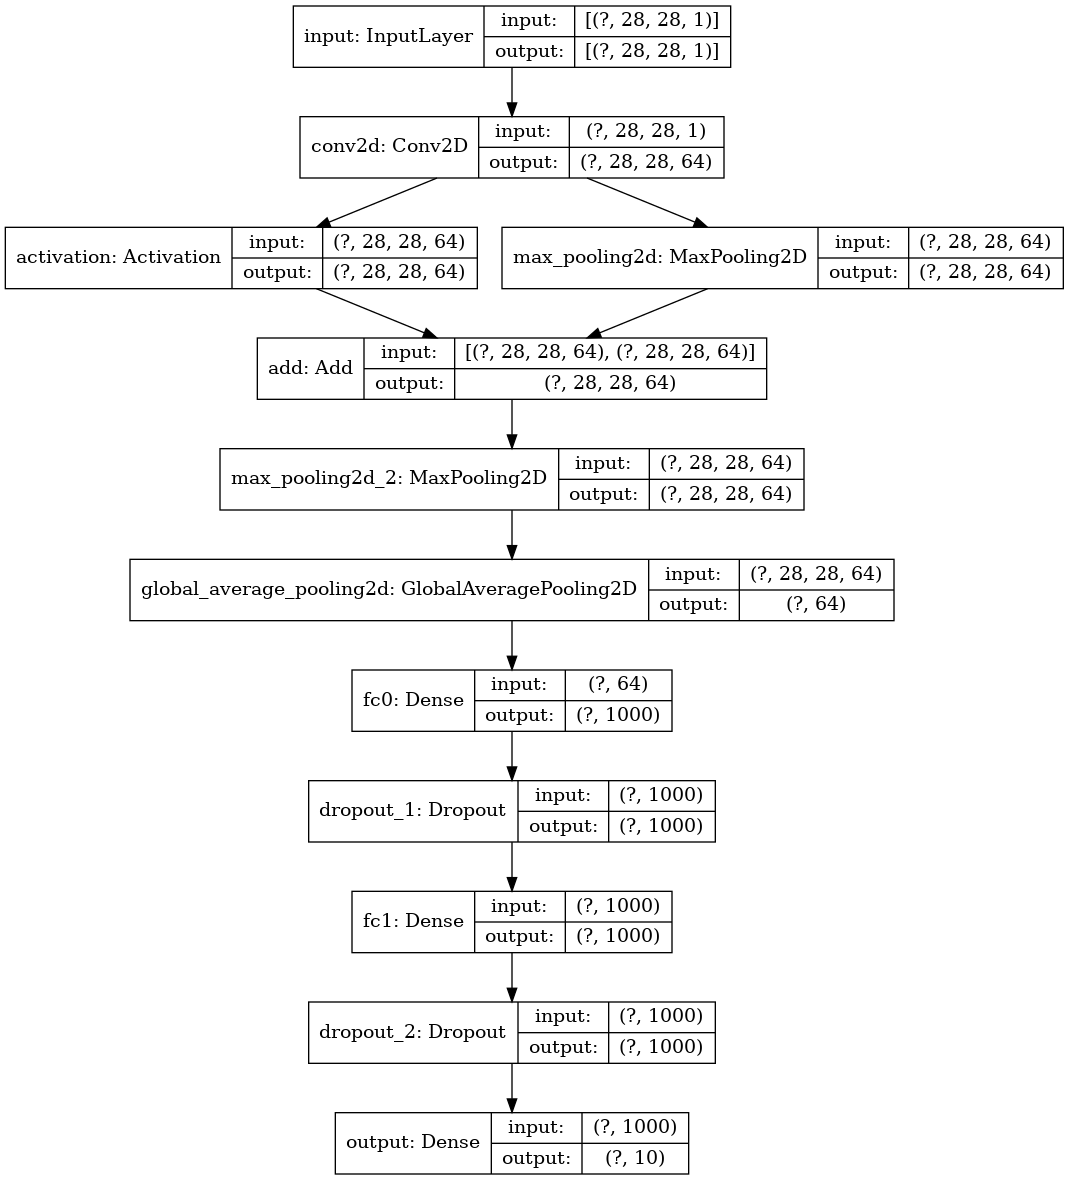 input: InputLayer
input:
[(?, 28, 28, 1)]
output:
[(?, 28, 28, 1)]
conv2d: Conv2D
input:
(?, 28, 28, 1)
output:
(?, 28, 28, 64)
activation: Activation
input:
(?, 28, 28, 64)
output:
(?, 28, 28, 64)
max_pooling2d: MaxPooling2D
input:
(?, 28, 28, 64)
output:
(?, 28, 28, 64)
add: Add
input:
[(?, 28, 28, 64), (?, 28, 28, 64)]
output:
(?, 28, 28, 64)
max_pooling2d_2: MaxPooling2D
input:
(?, 28, 28, 64)
output:
(?, 28, 28, 64)
global_average_pooling2d: GlobalAveragePooling2D
input:
(?, 28, 28, 64)
output:
(?, 64)
fc0: Dense
input:
(?, 64)
output:
(?, 1000)
dropout_1: Dropout
input:
(?, 1000)
output:
(?, 1000)
fc1: Dense
input:
(?, 1000)
output:
(?, 1000)
dropout_2: Dropout
input:
(?, 1000)
output:
(?, 1000)
output: Dense
input:
(?, 1000)
output:
(?, 10)